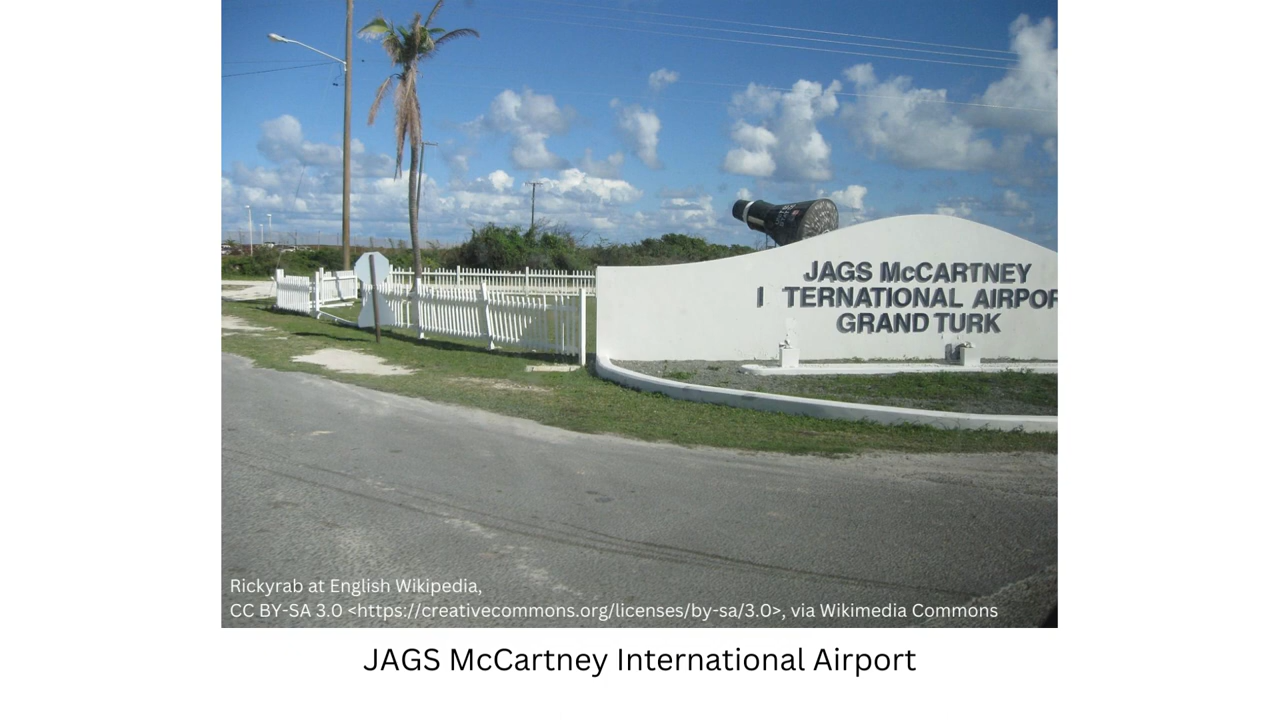 JAGS McCARTNEY
I TERNATIONAL AIRPOR
GRAND TURK
Rickyrab at English Wikipedia,
CC BY-SA 3.0 <https://creativecommons.org/licenses/by-sa/3.0>, via Wikimedia Commons
JAGS McCartney International Airport